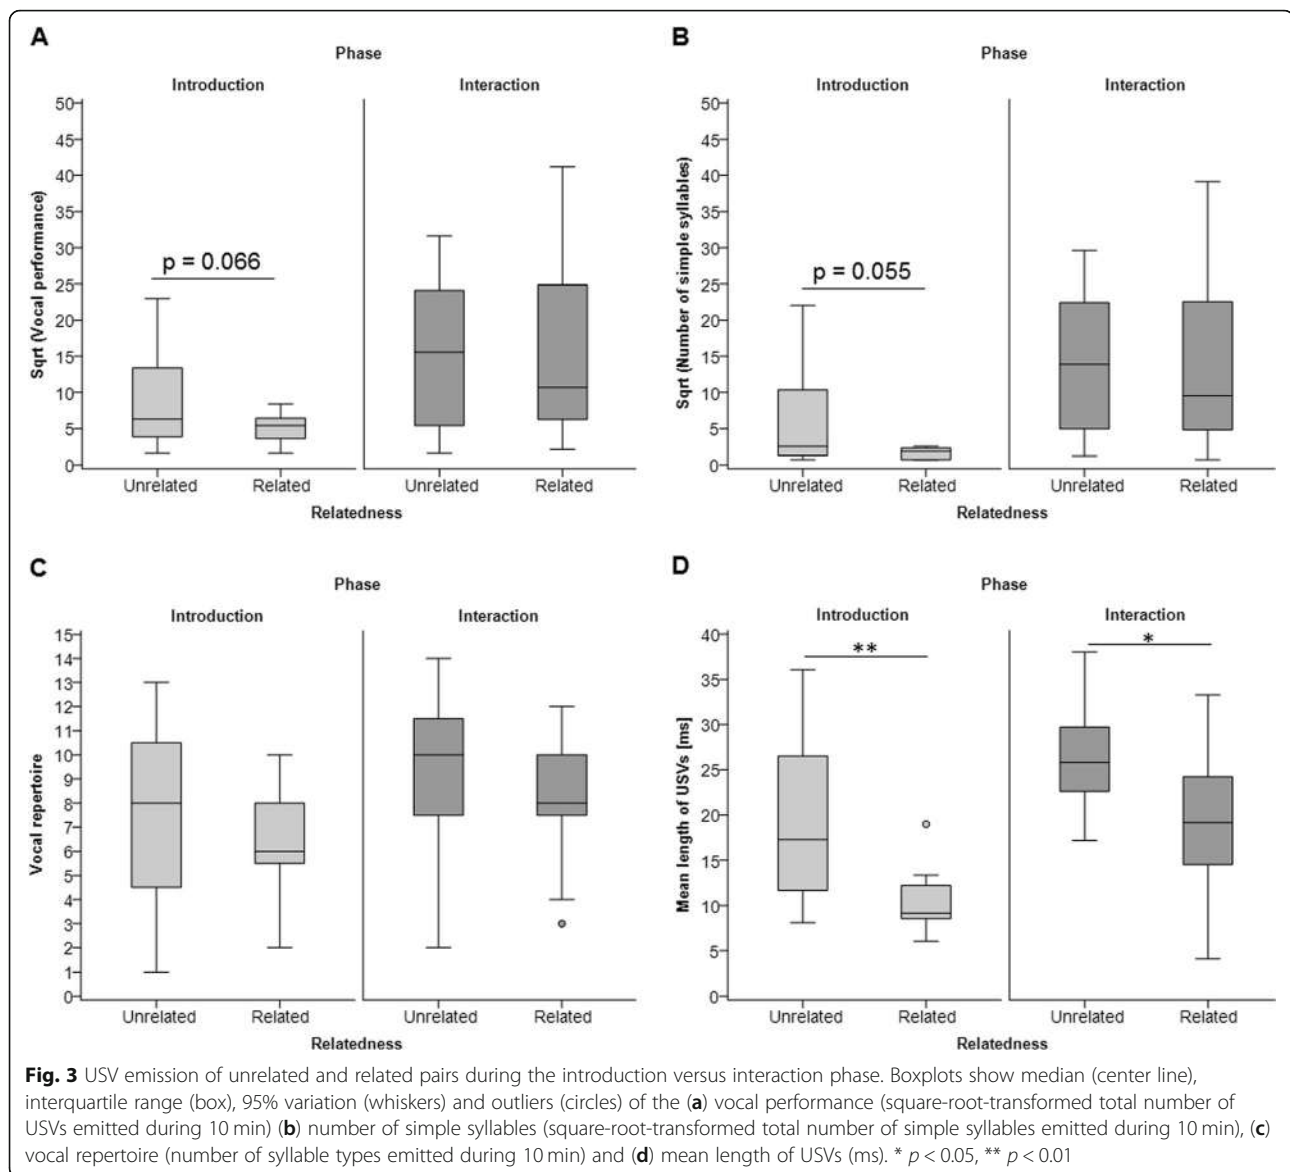 A
Phase
Introduction
Interaction
Sqrt (Vocal performance)
50
45
40
35
30
25
20
15
10
5
0
p = 0.066
Unrelated
Related
Unrelated
Related
Relatedness
B
Phase
Introduction
Interaction
Sqrt (Number of simple syllables)
50
45
40
35
30
25
20
15
10
5
0
p = 0.055
Unrelated
Related
Unrelated
Related
Relatedness
C
Phase
Introduction
Interaction
Vocal repertoire
15
14
13
12
11
10
9
8
7
6
5
4
3
2
1
0
Unrelated
Related
Unrelated
Related
Relatedness
D
Phase
Introduction
Interaction
Mean length of USVs [ms]
40
35
30
25
20
15
10
5
0
**
*
Unrelated
Related
Unrelated
Related
Relatedness
Fig. 3 USV emission of unrelated and related pairs during the introduction versus interaction phase. Boxplots show median (center line),
interquartile range (box), 95% variation (whiskers) and outliers (circles) of the (a) vocal performance (square-root-transformed total number of
USVs emitted during 10 min) (b) number of simple syllables (square-root-transformed total number of simple syllables emitted during 10 min), (c)
vocal repertoire (number of syllable types emitted during 10 min) and (d) mean length of USVs (ms). * p < 0.05, ** p < 0.01